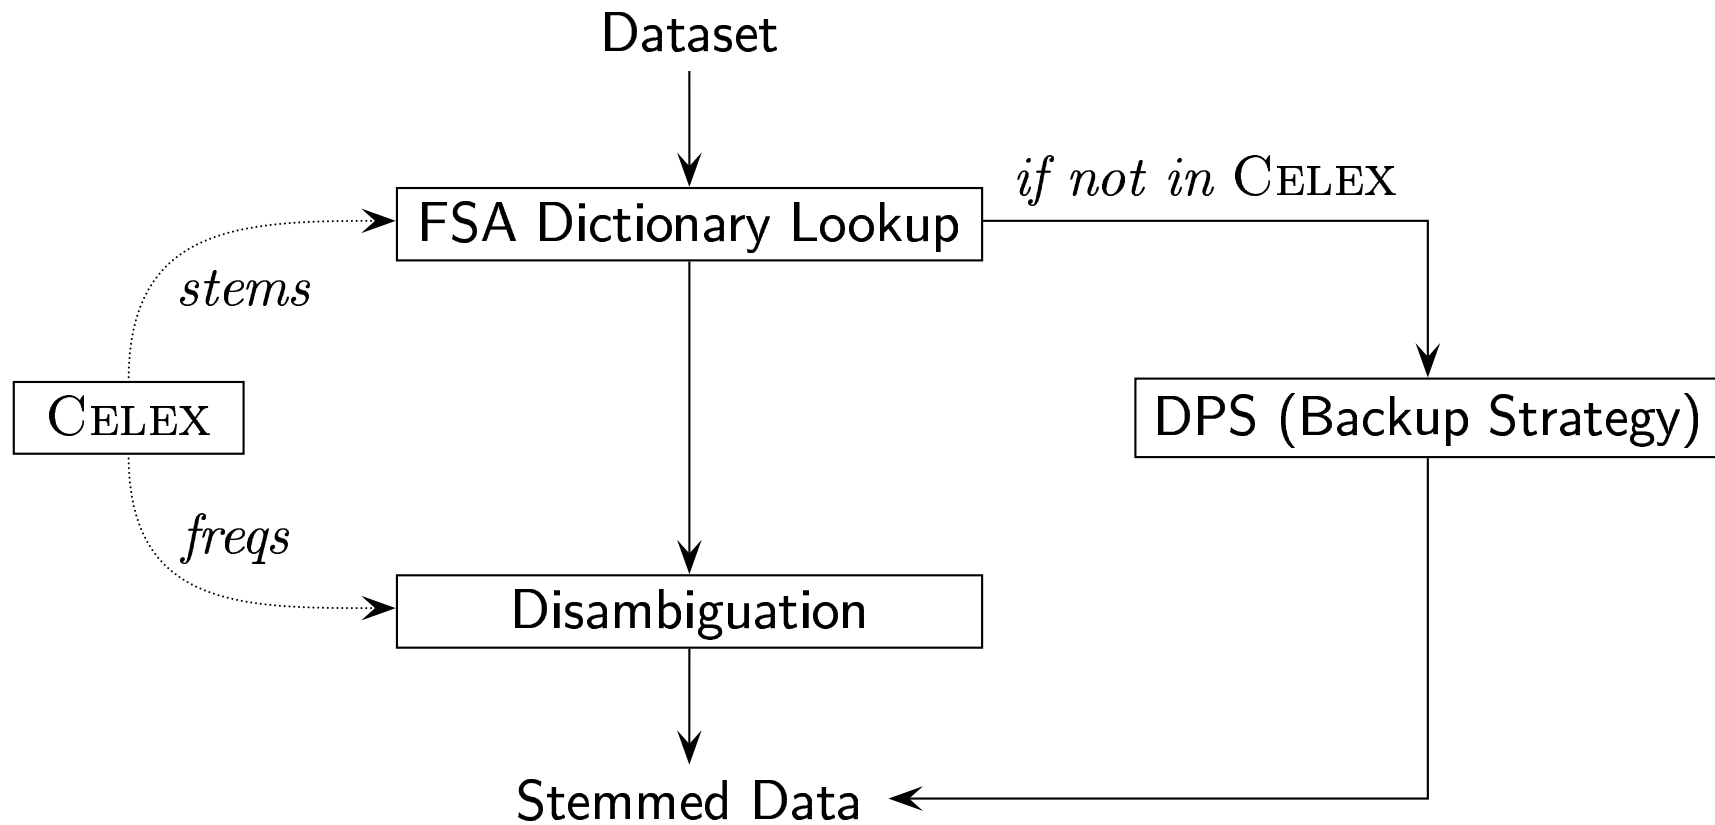 Dataset
if not in CELEX
FSA Dictionary Lookup
stems
CELEX
DPS (Backup Strategy)
freqs
Disambiguation
Stemmed Data